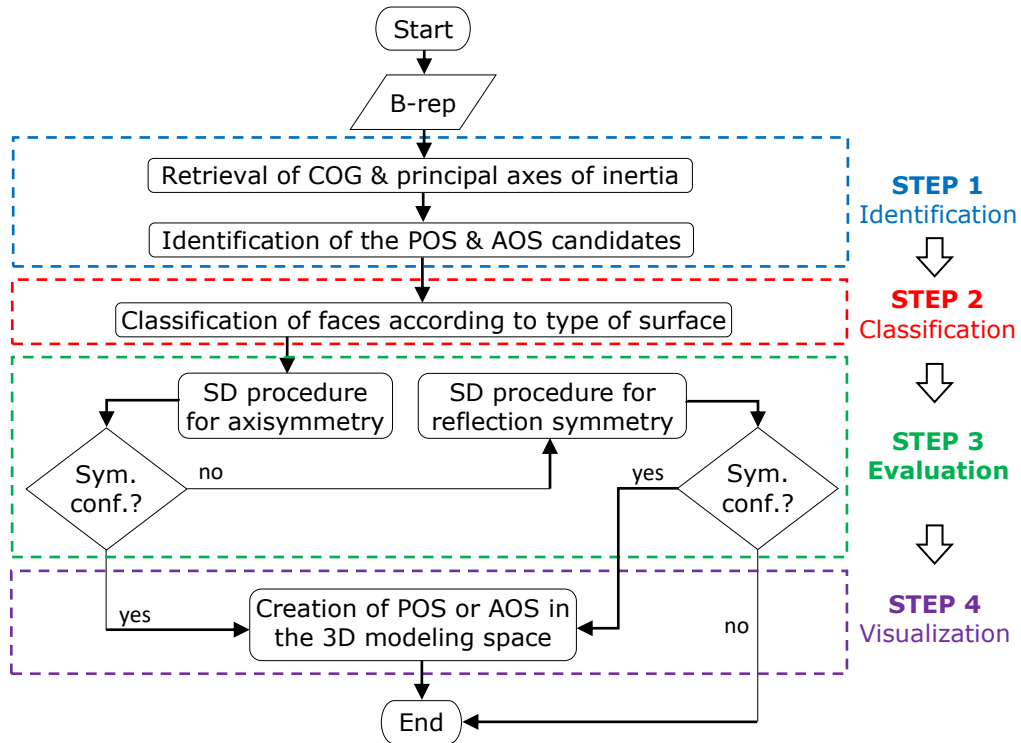 Start
B-rep
Retrieval of COG & principal axes of inertia
Identification of the POS & AOS candidates
STEP 1
Identification
Classification of faces according to type of surface
STEP 2
Classification
SD procedure
for axisymmetry
SD procedure for
reflection symmetry
Sym.
conf.?
no
yes
Sym.
conf.?
STEP 3
Evaluation
yes
Creation of POS or AOS in
the 3D modeling space
no
STEP 4
Visualization
End